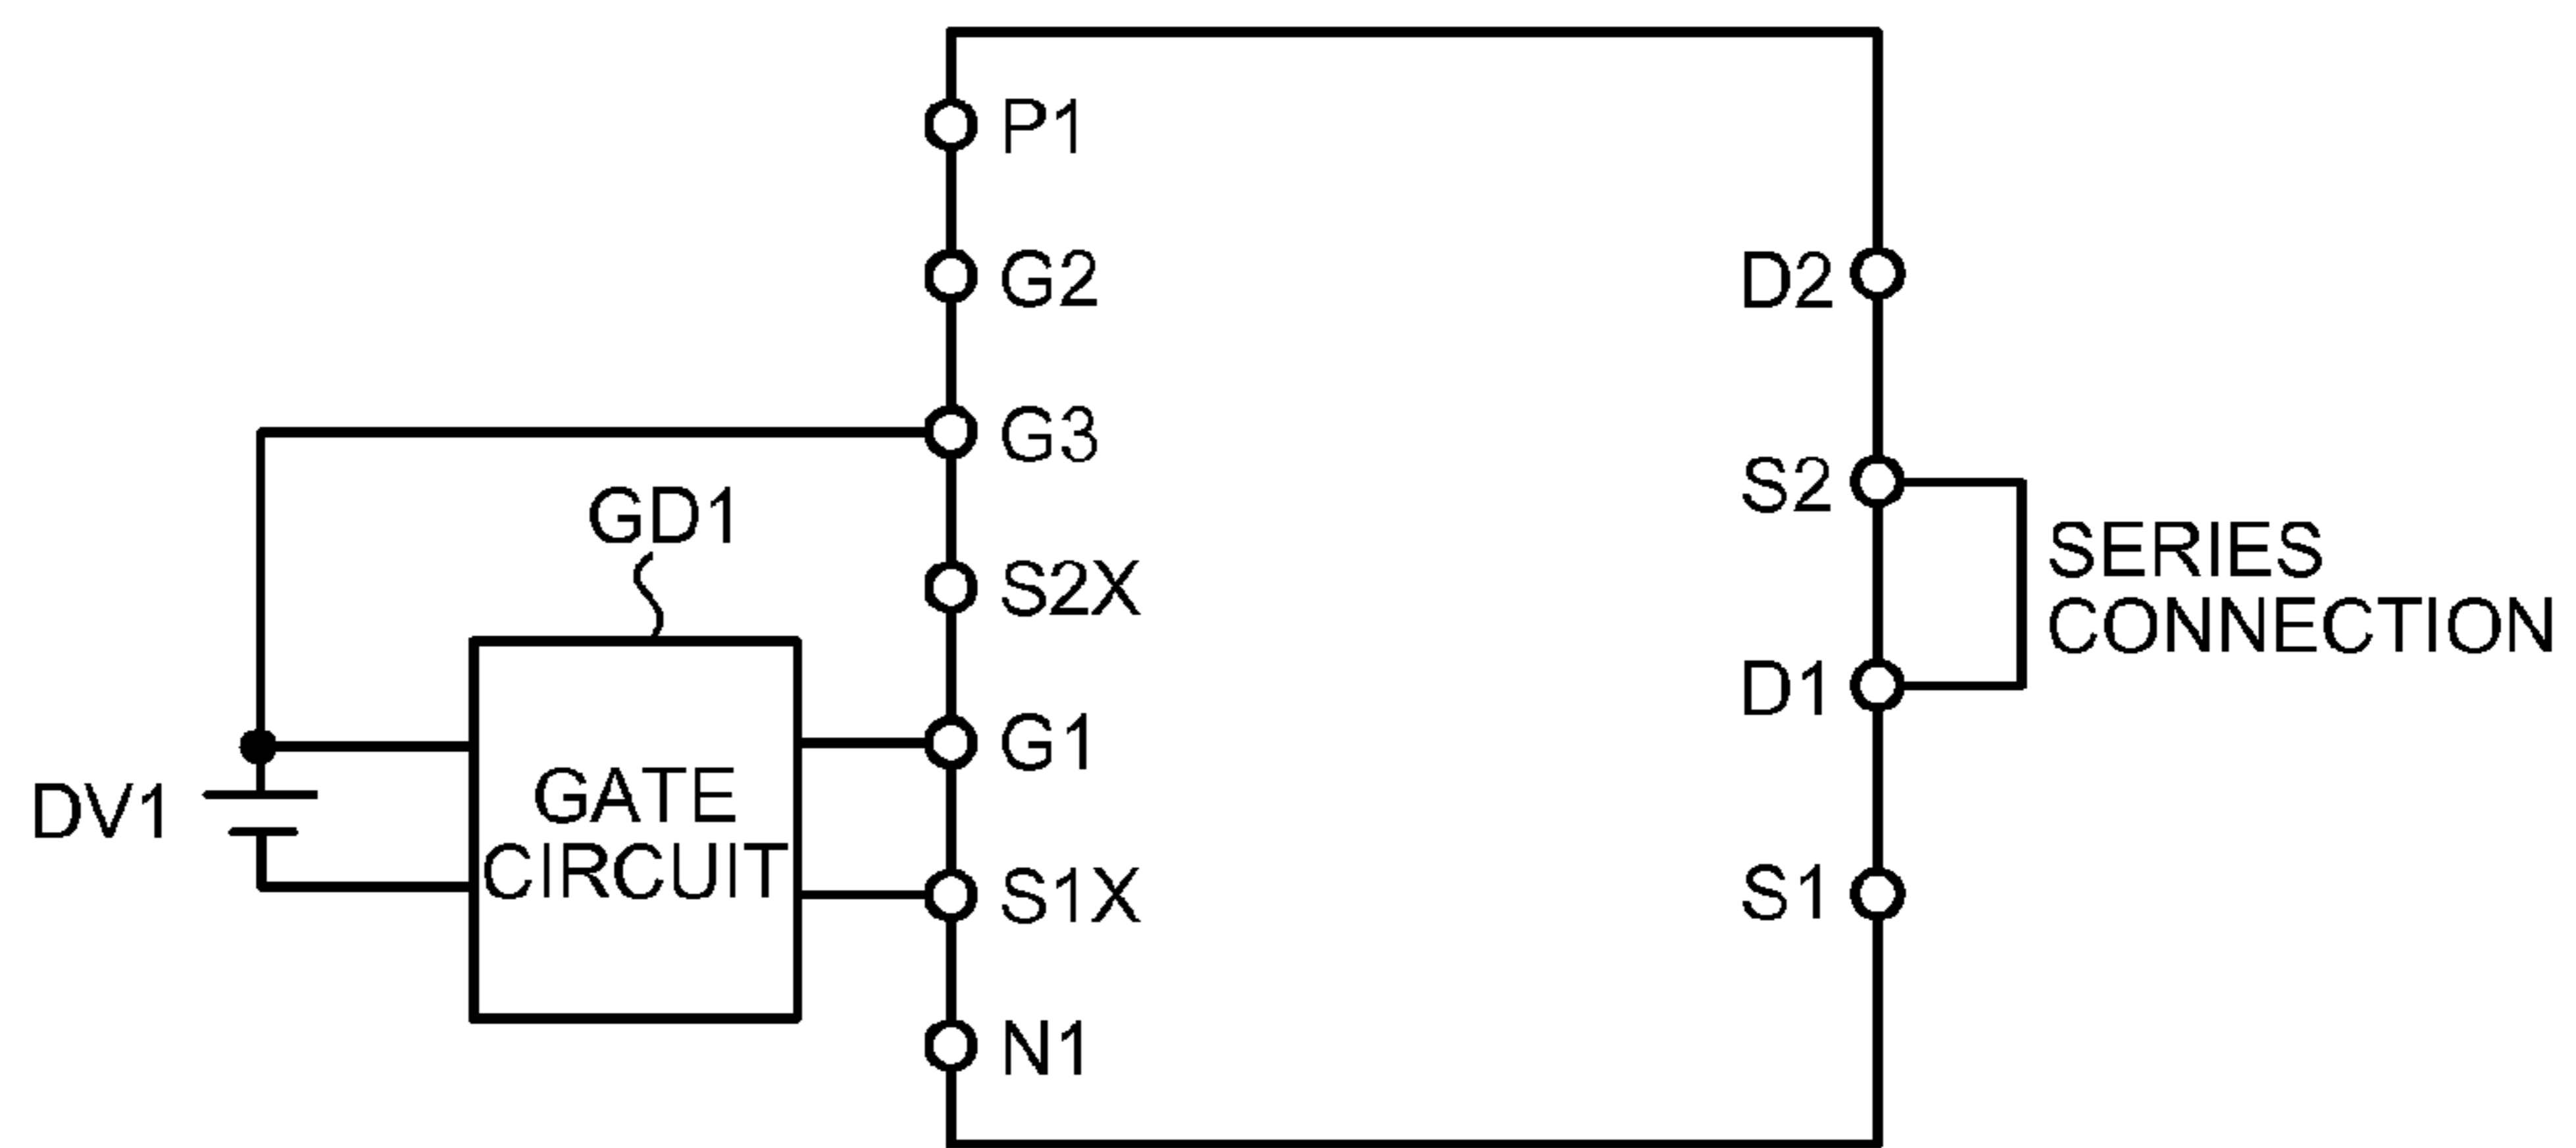 P1
G2
D2
G3
S2
GD1
SERIES
CONNECTION
S2X
D1
G1
DV1
GATE
CIRCUIT
S1X
S1
N1